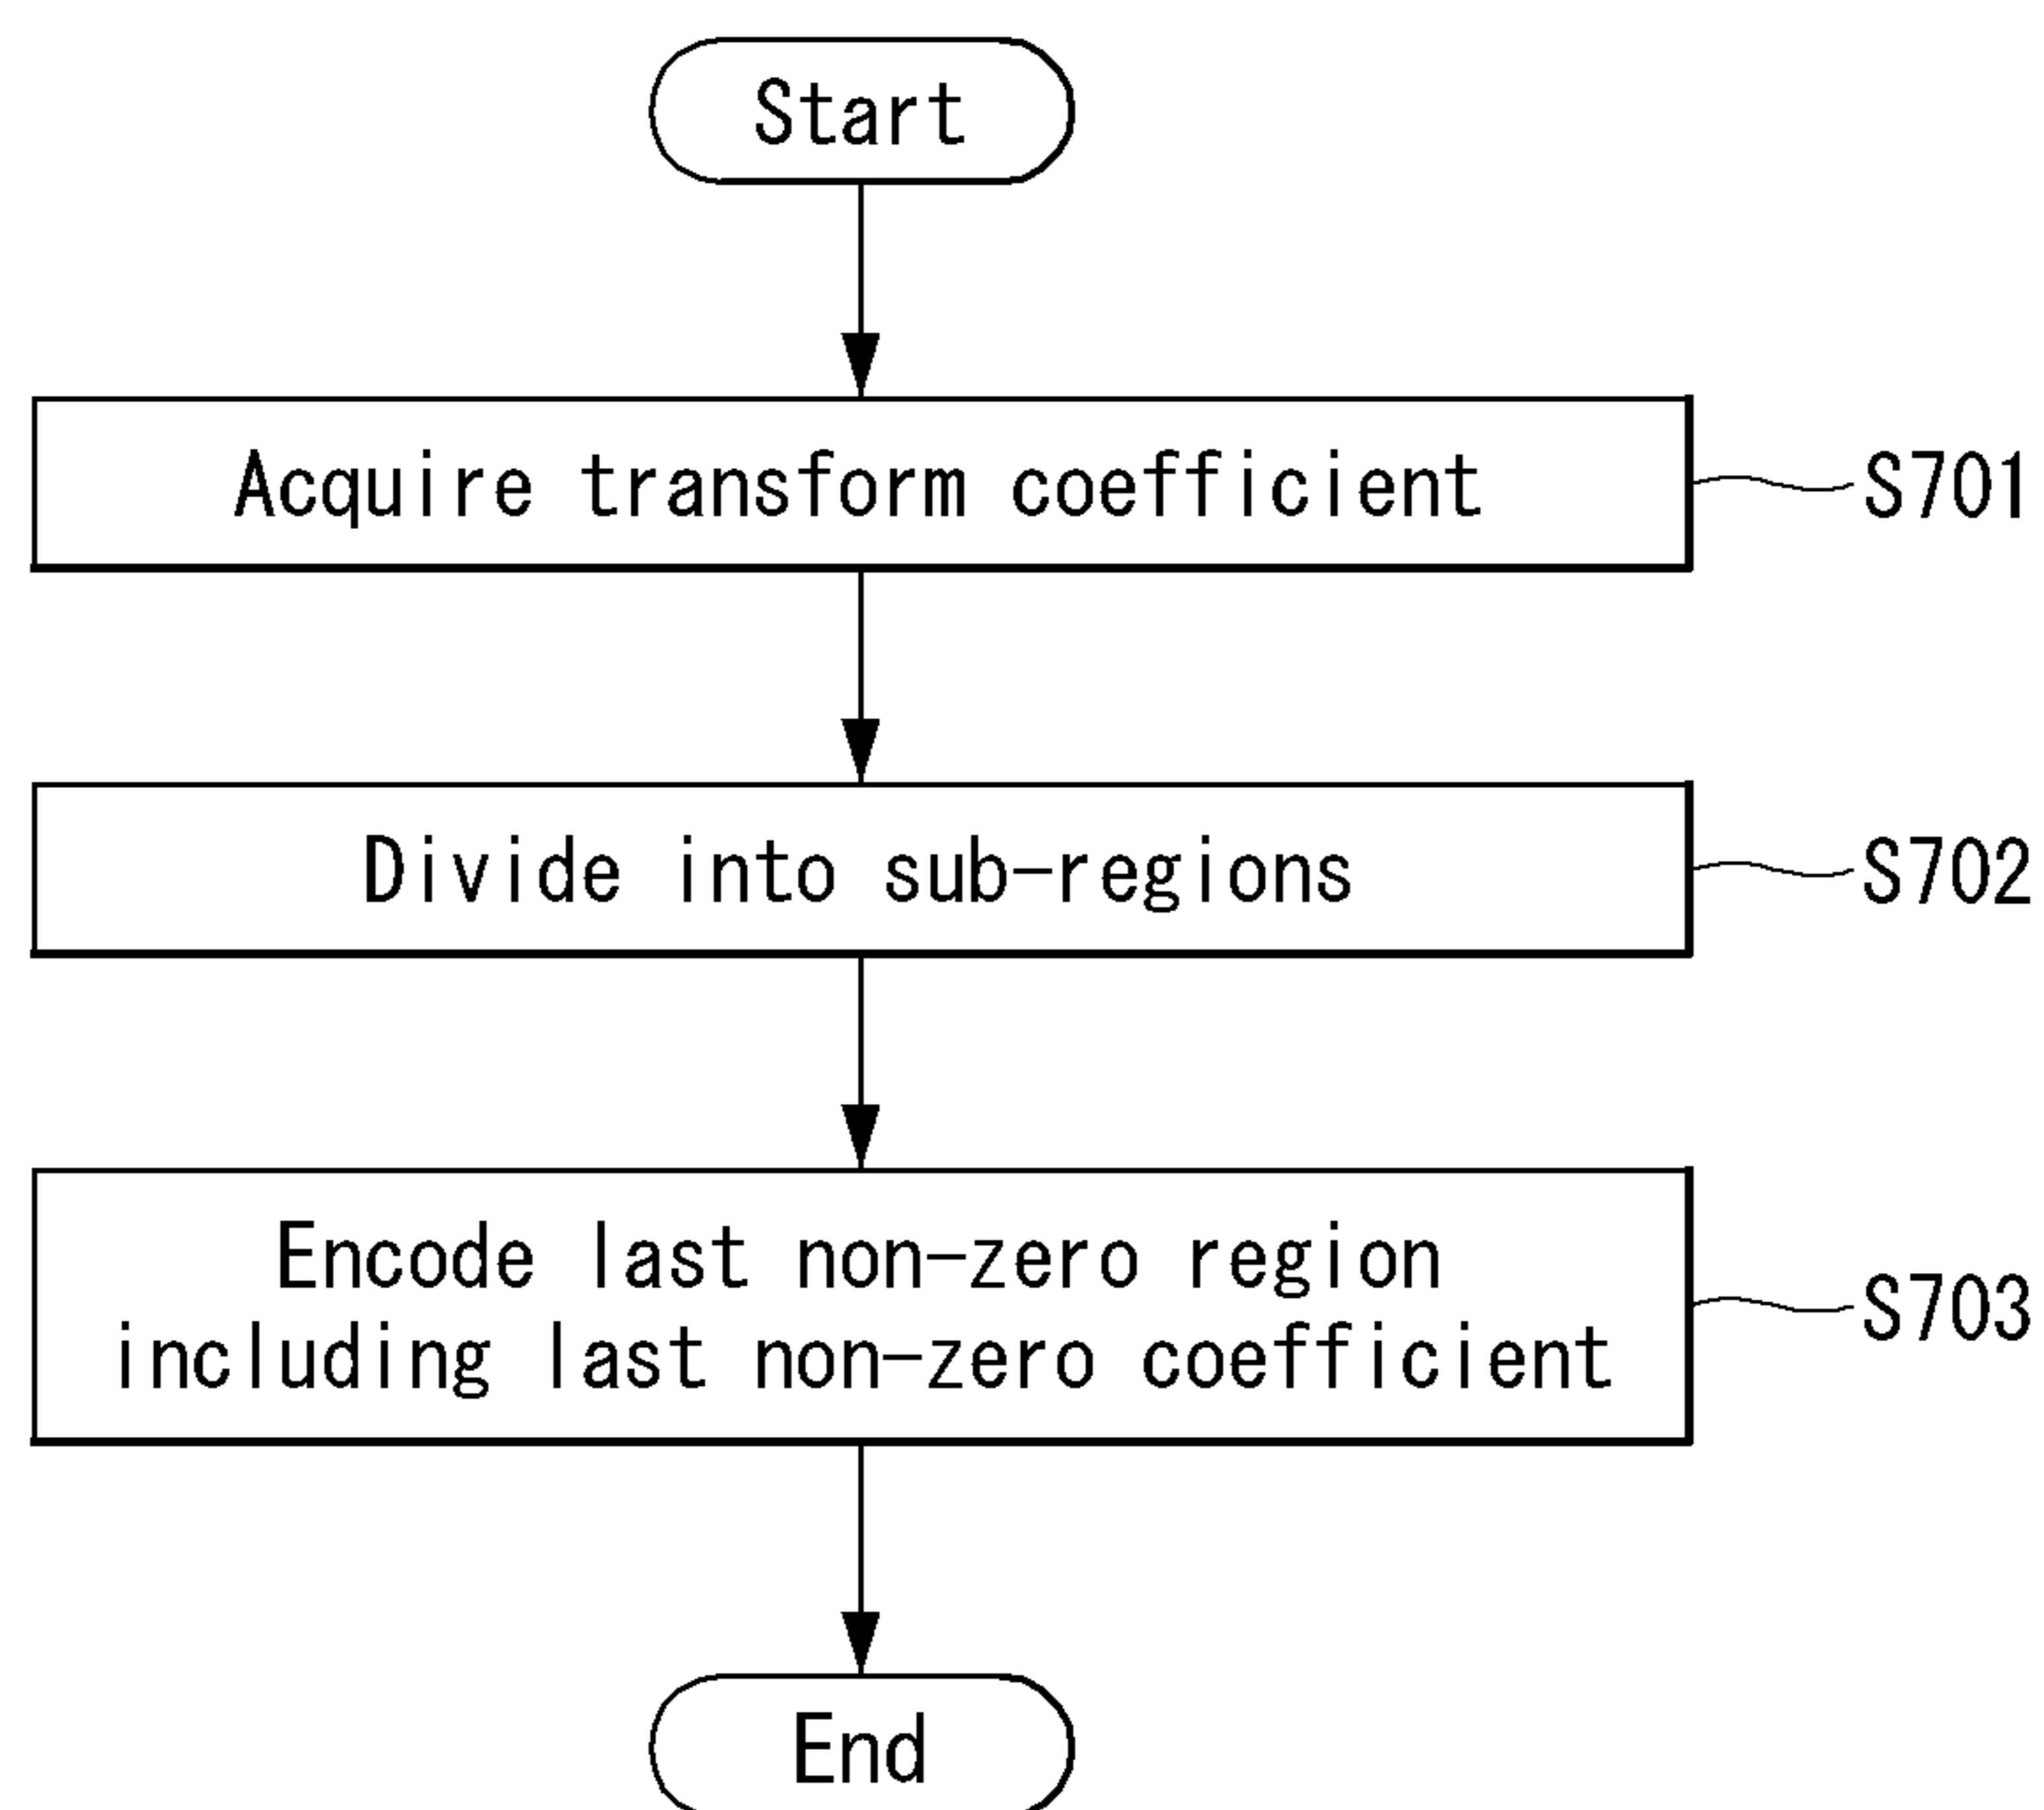 Start
Acquire transform coefficient
S701
Divide into sub-regions
S702
Encode last non-zero region
including last non-zero coefficient
S703
End